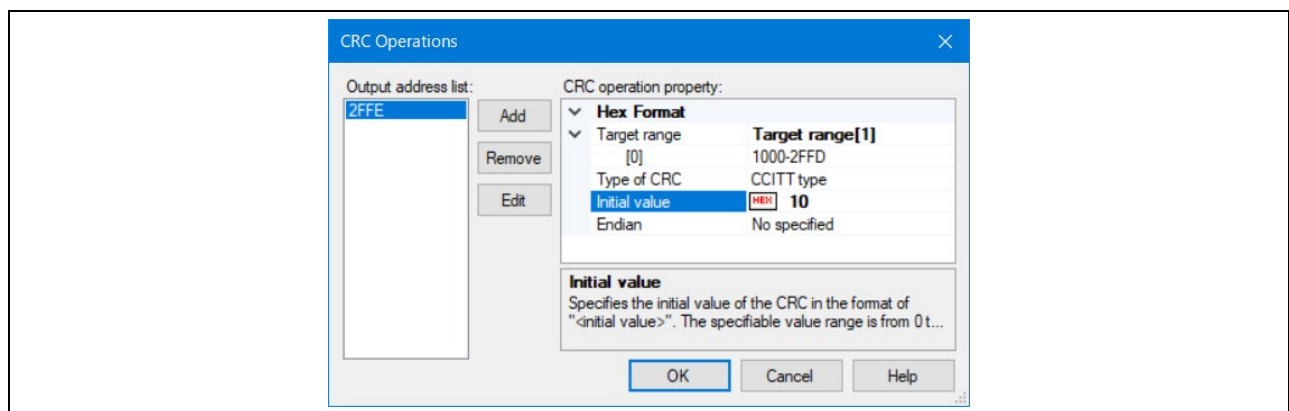 CRC Operations
Output address list:
2FFE
Add
Remove
Edit
CRC operation property:
Hex Format
Target range Target range[1]
[0] 1000-2FFD
Type of CRC CCITT type
Initial value HEX 10
Endian No specified
Initial value
Specifies the initial value of the CRC in the format of
"<initial value>". The specifiable value range is from 0 t...
OK Cancel Help